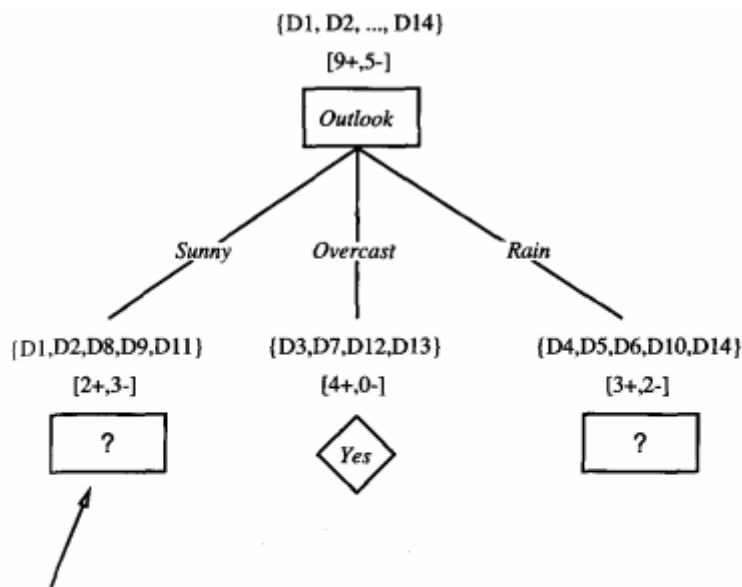 {D1, D2, ..., D14}
[9+,5-]
Outlook
Sunny Overcast Rain
{D1,D2,D8,D9,D11} {D3,D7,D12,D13} {D4,D5,D6,D10,D14}
[2+,3-] [4+,0-] [3+,2-]
? Yes ?